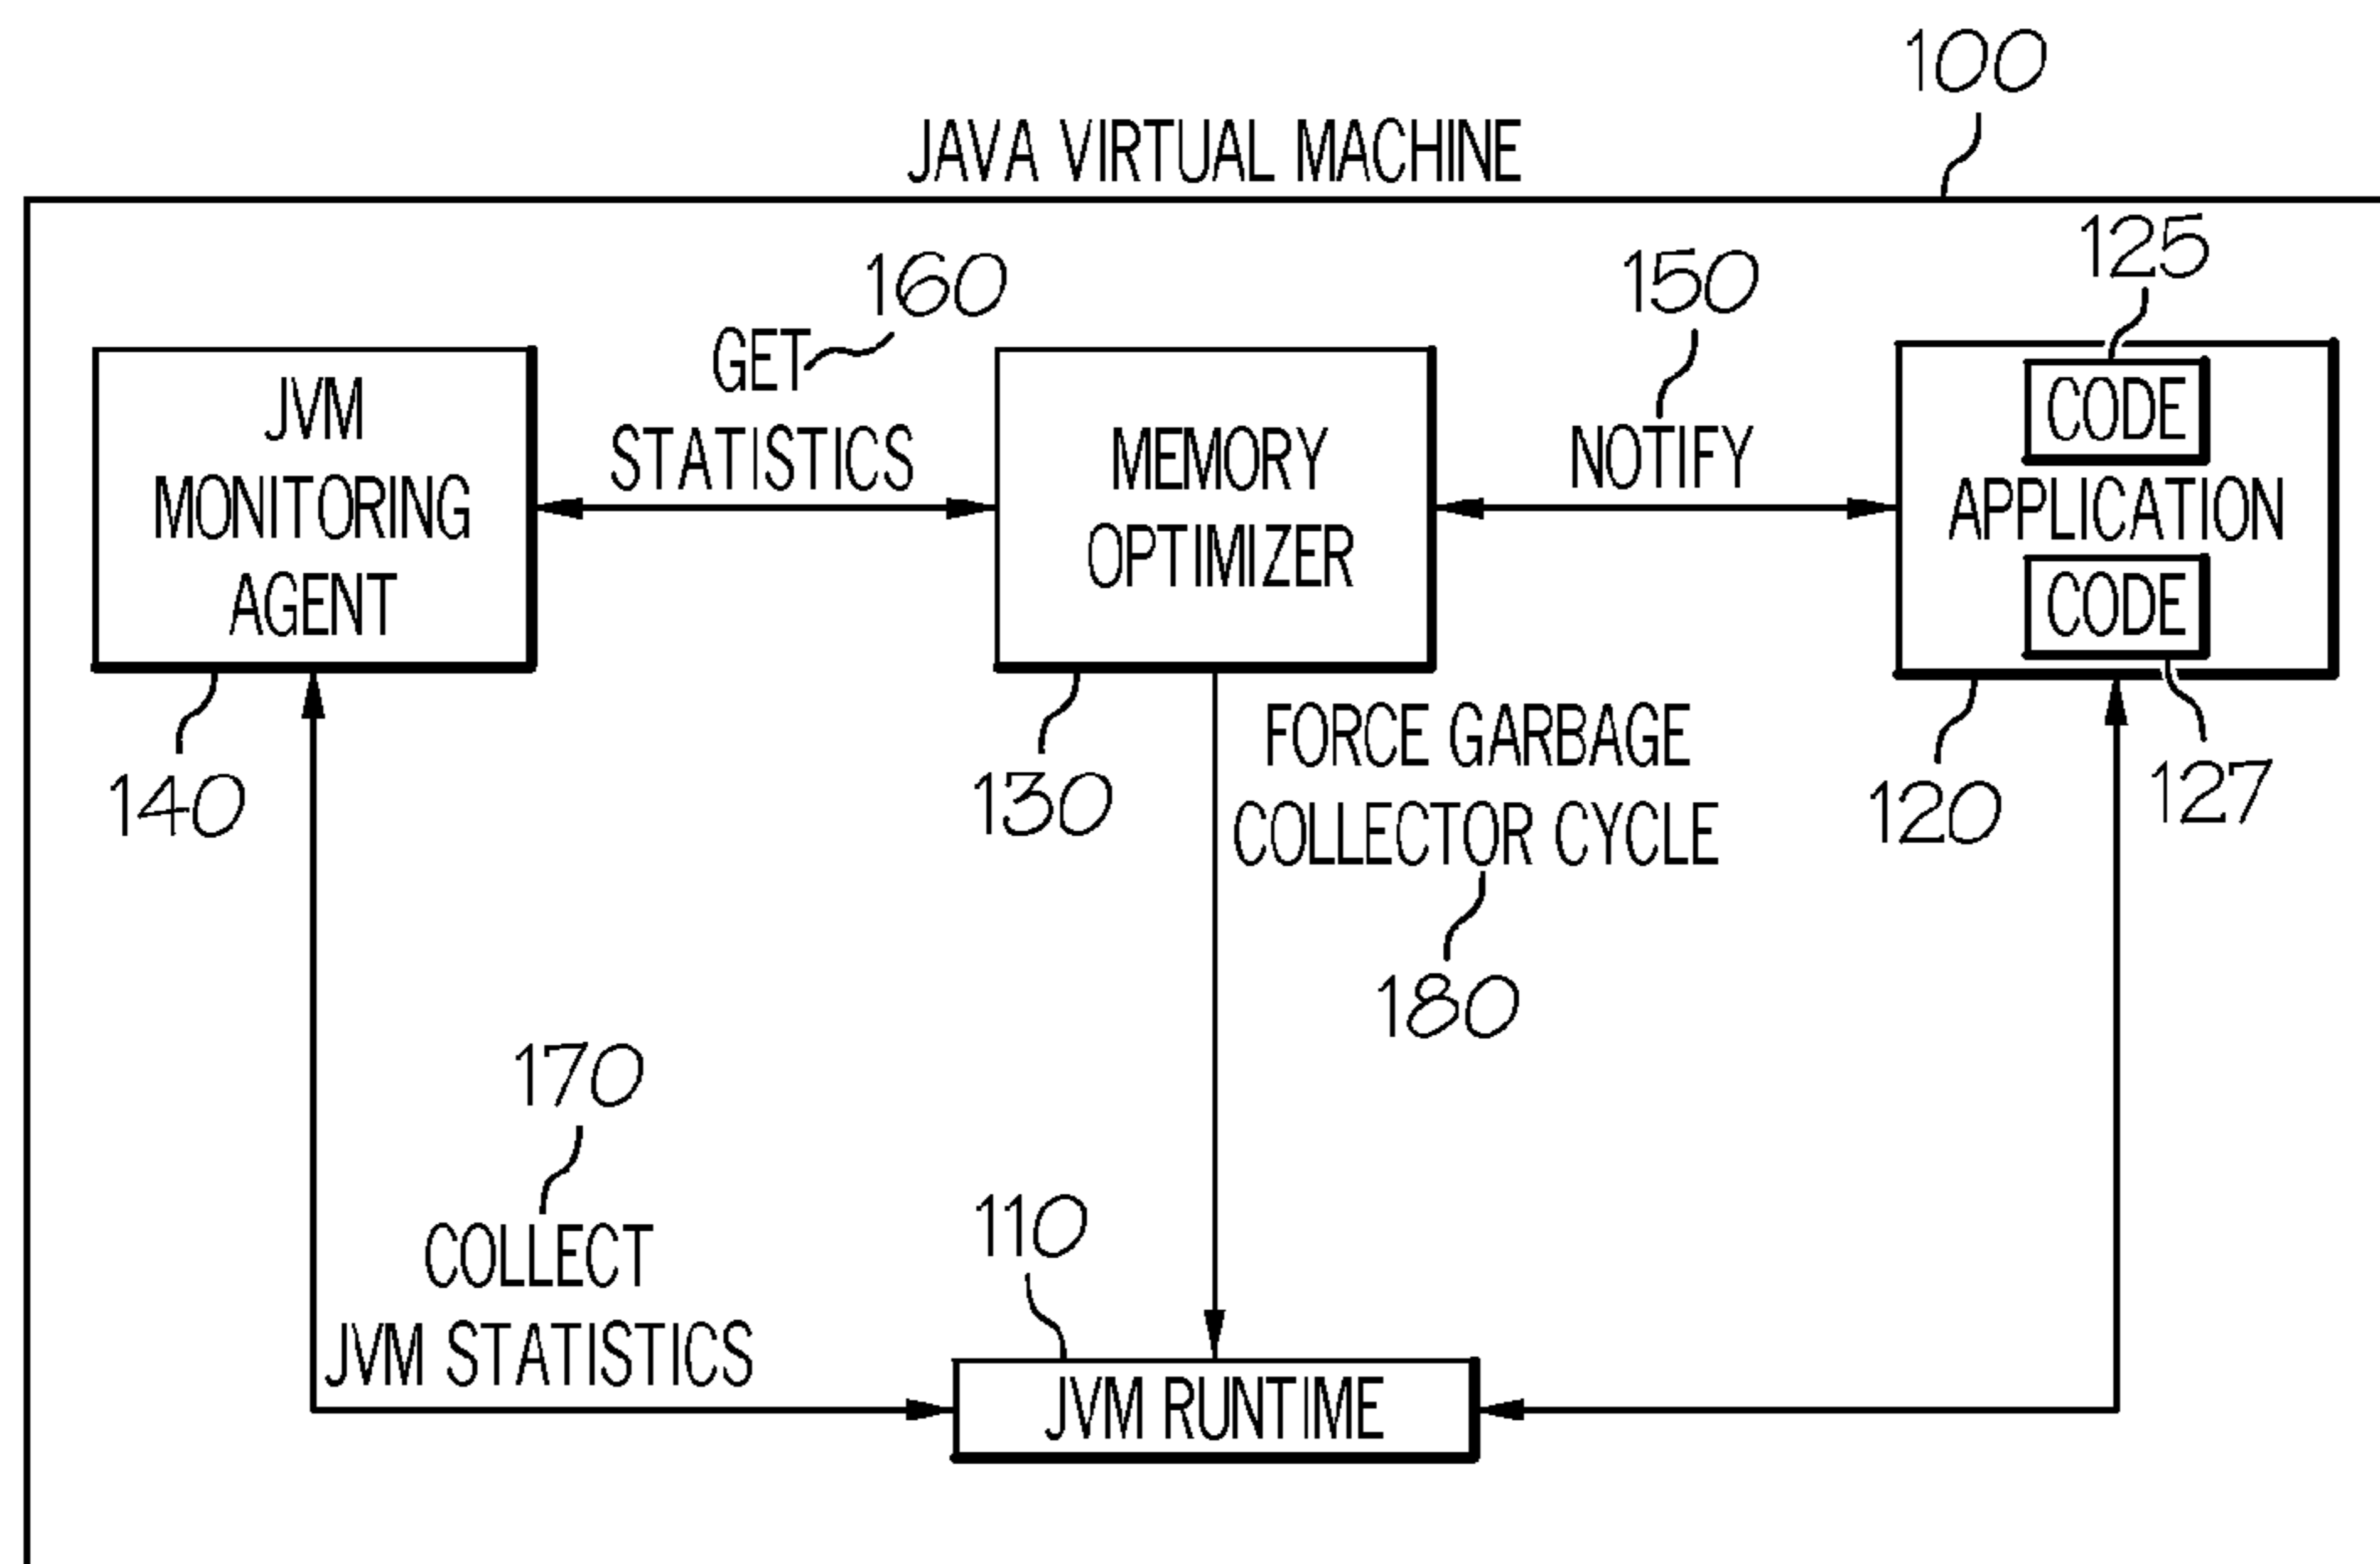 100
JAVA VIRTUAL MACHINE
125
160
150
GET
STATISTICS
NOTIFY
JVM
MONITORING
AGENT
MEMORY
OPTIMIZER
CODE
APPLICATION
CODE
140
130
FORCE GARBAGE
COLLECTOR CYCLE
120
127
180
170
COLLECT
JVM STATISTICS
110
JVM RUNTIME